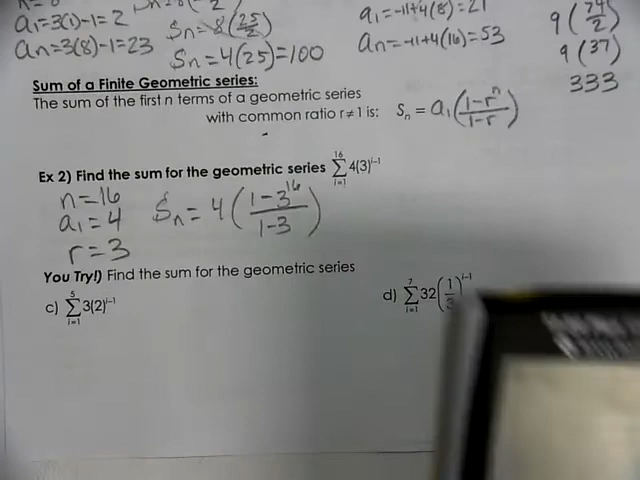 a₁=3(1)-1=2
an=3(8)-1=23
Sn=8(25/2)
Sn=4(25)=100
a₁=-11+4(8)=21
an=-11+4(16)=53
9(74/2)
9(37)
333
Sum of a Finite Geometric series:
The sum of the first n terms of a geometric series
with common ratio r≠1 is: Sn = a₁((1-rⁿ)/(1-r))
Ex 2) Find the sum for the geometric series 16 ∑ i=1 4(3)^(i-1)
n=16
a₁=4
r=3
Sn=4((1-3^16)/(1-3))
You Try!) Find the sum for the geometric series
c) 5 ∑ i=1 3(2)^(i-1)
d) 7 ∑ i=1 32(1/3)^(i-1)